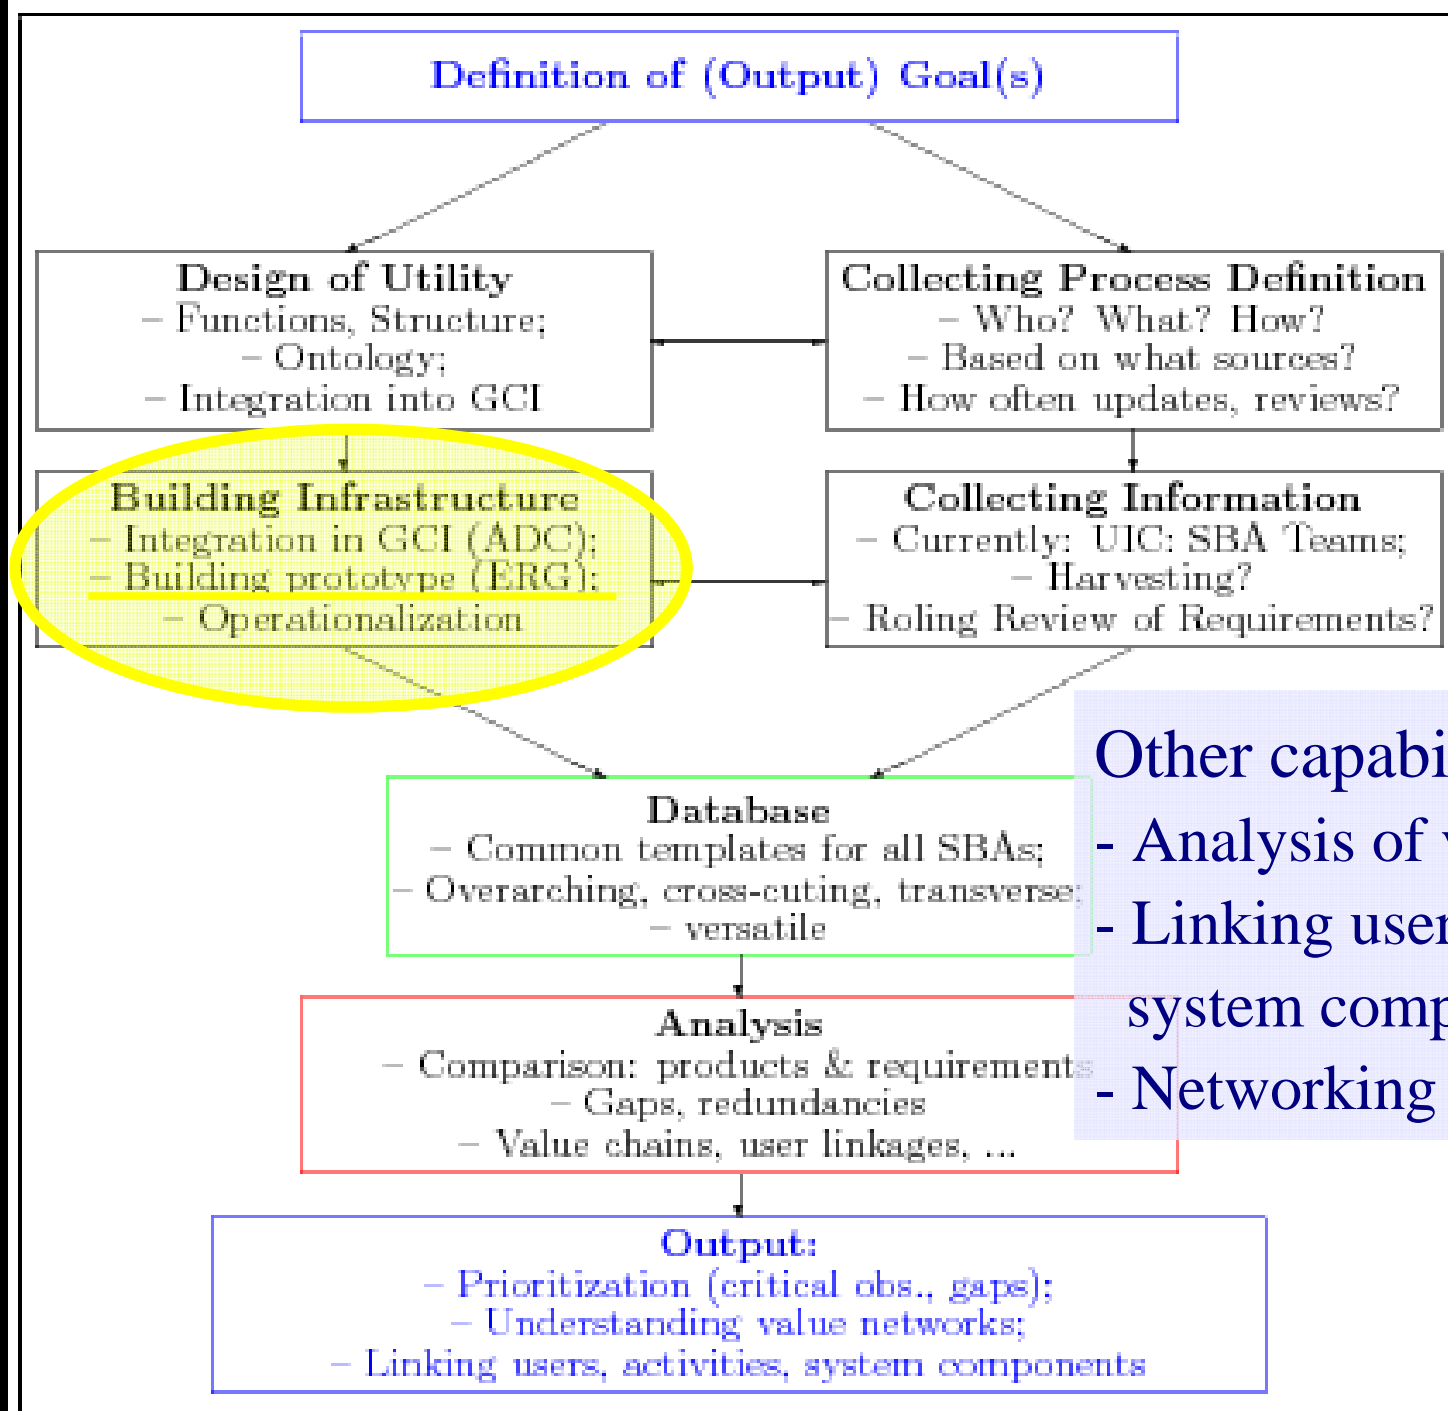 Definition of (Output) Goal(s)
Design of Utility
– Functions, Structure;
– Ontology;
– Integration into GCI
Collecting Process Definition
– Who? What? How?
– Based on what sources?
– How often updates, reviews?
Building Infrastructure
– Integration in GCI (ADC);
– Building prototype (ERG);
– Operationalization
Collecting Information
– Currently: UIC: SBA Teams;
– Harvesting?
– Roling Review of Requirements?
Database
– Common templates for all SBAs;
– Overarching, cross-cuting, transverse;
– versatile
Analysis
– Comparison: products & requirements
– Gaps, redundancies
– Value chains, user linkages, ...
Output:
– Prioritization (critical obs., gaps);
– Understanding value networks;
– Linking users, activities, system components
Other
- Analysis of
- Linking
system
- Networking